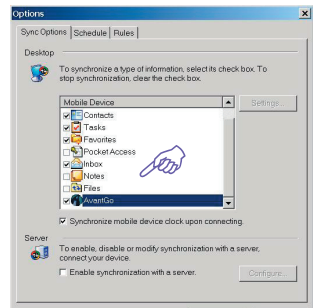 Options
Sync Options Schedule Rules
Desktop
To synchronize a type of information, select its check box. To
stop synchronization, clear the check box.
Mobile Device
Settings...
Contacts
Tasks
Favorites
Pocket Access
Inbox
Notes
Files
AvantGo
Synchronize mobile device clock upon connecting.
Server
To enable, disable or modify synchronization with a server,
connect your device.
Enable synchronization with a server.
Configure...